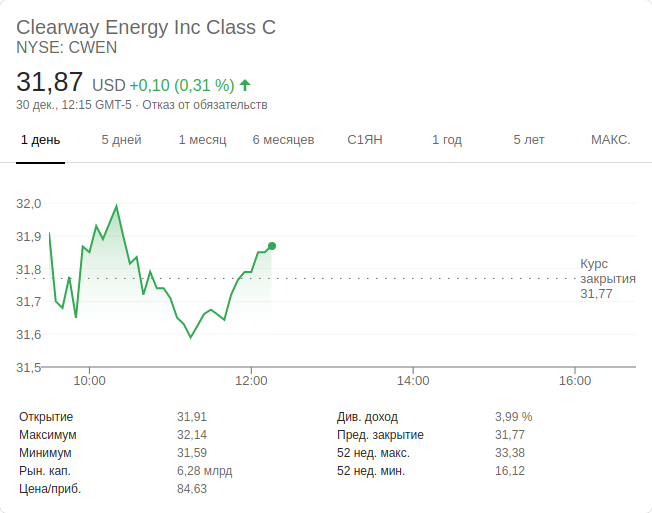 Clearway Energy Inc Class C
NYSE: CWEN
31,87 USD +0,10 (0,31 %)
30 дек., 12:15 GMT-5 · Отказ от обязательств
1 день 5 дней 1 месяц 6 месяцев С1ЯН 1 год 5 лет МАКС.
32,0
31,9
31,8
31,7
31,6
31,5
Курс
закрытия
31,77
10:00 12:00 14:00 16:00
Открытие 31,91 Див. доход 3,99 %
Максимум 32,14 Пред. закрытие 31,77
Минимум 31,59 52 нед. макс. 33,38
Рын. кап. 6,28 млрд 52 нед. мин. 16,12
Цена/приб. 84,63